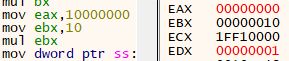 mul bx
mov eax,10000000
mov ebx,10
mul ebx
mov dword ptr ss:
EAX 00000000
EBX 00000010
ECX 1FF10000
EDX 00000001